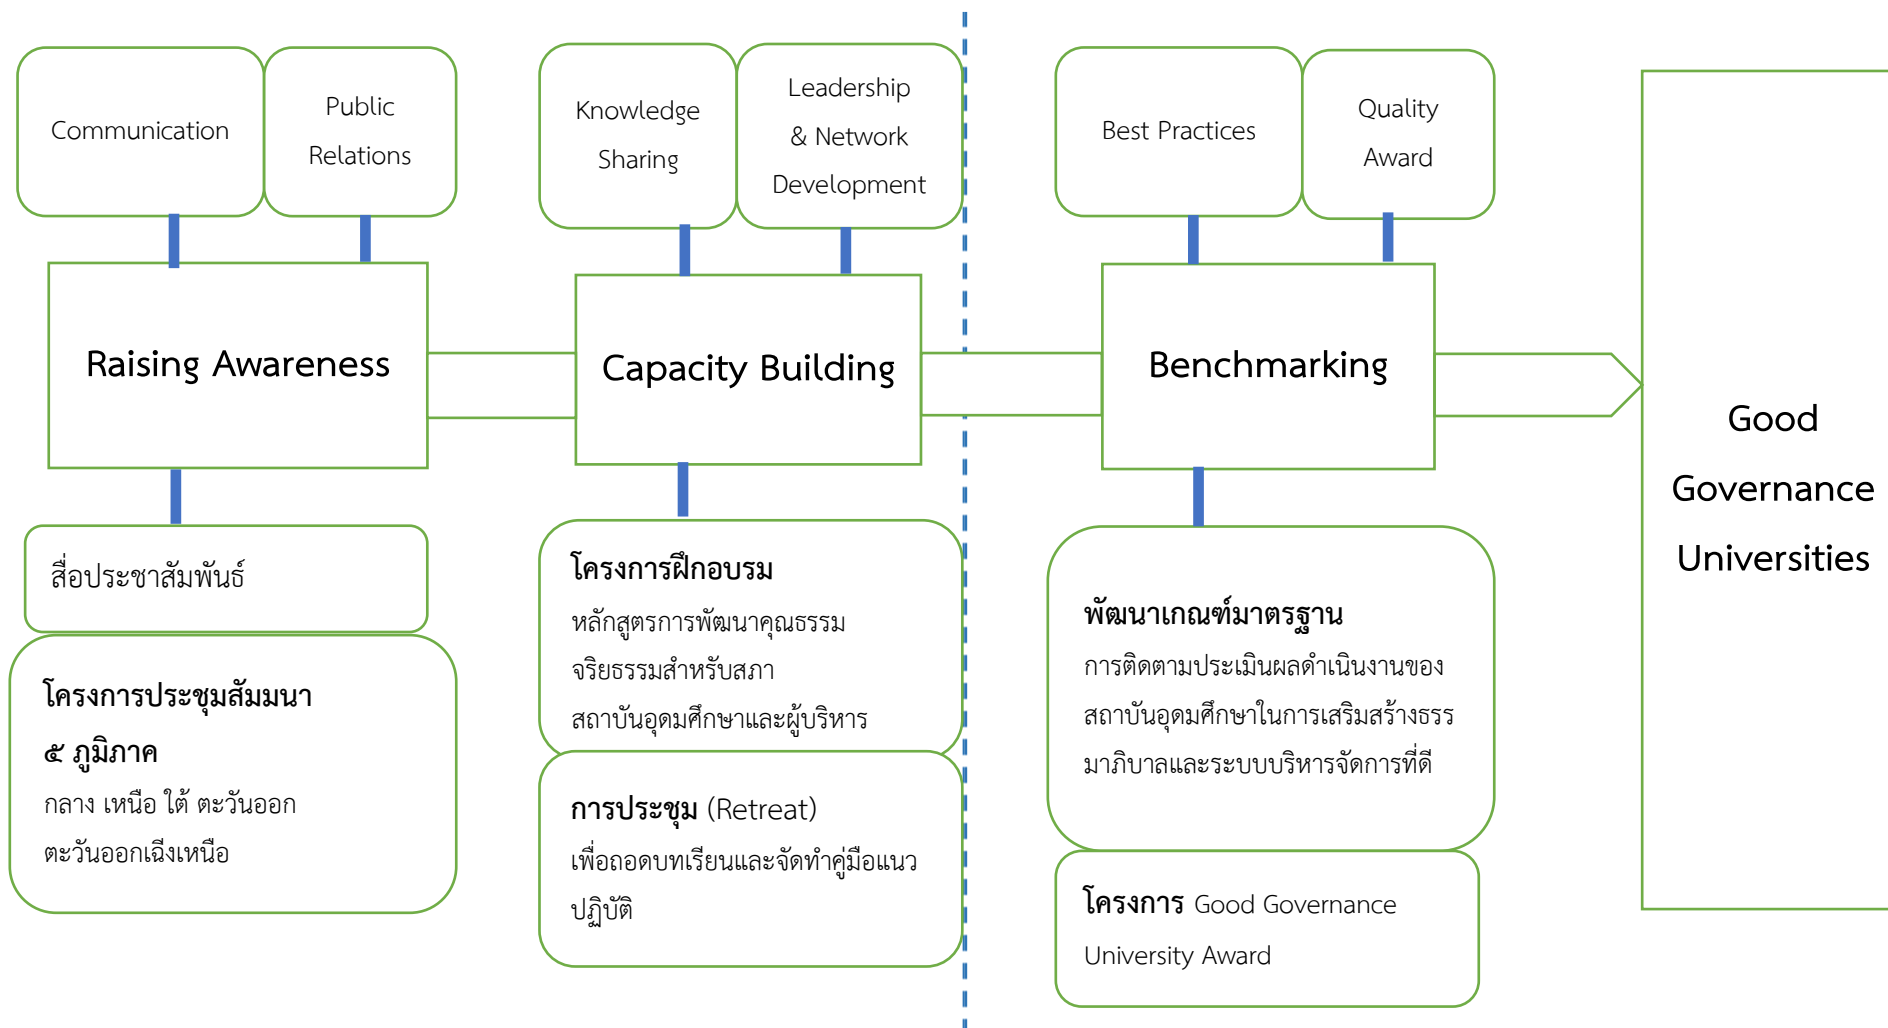 Communication
Public
Relations
Knowledge
Sharing
Leadership
& Network
Development
Best Practices
Quality
Award
Raising Awareness
Capacity Building
Benchmarking
Good
Governance
Universities
สื่อประชาสัมพันธ์
โครงการประชุมสัมมนา
๕ ภูมิภาค
กลาง เหนือ ใต้ ตะวันออก
ตะวันออกเฉีงเหนือ
โครงการฝึกอบรม
หลักสูตรการพัฒนาคุณธรรม
จริยธรรมสำหรับสภา
สถาบันอุดมศึกษาและผู้บริหาร
การประชุม (Retreat)
เพื่อถอดบทเรียนและจัดทำคู่มือแนว
ปฏิบัติ
พัฒนาเกณฑ์มาตรฐาน
การติดตามประเมินผลดำเนินงานของ
สถาบันอุดมศึกษาในการเสริมสร้างธรร
มาภิบาลและระบบบริหารจัดการที่ดี
โครงการ Good Governance
University Award